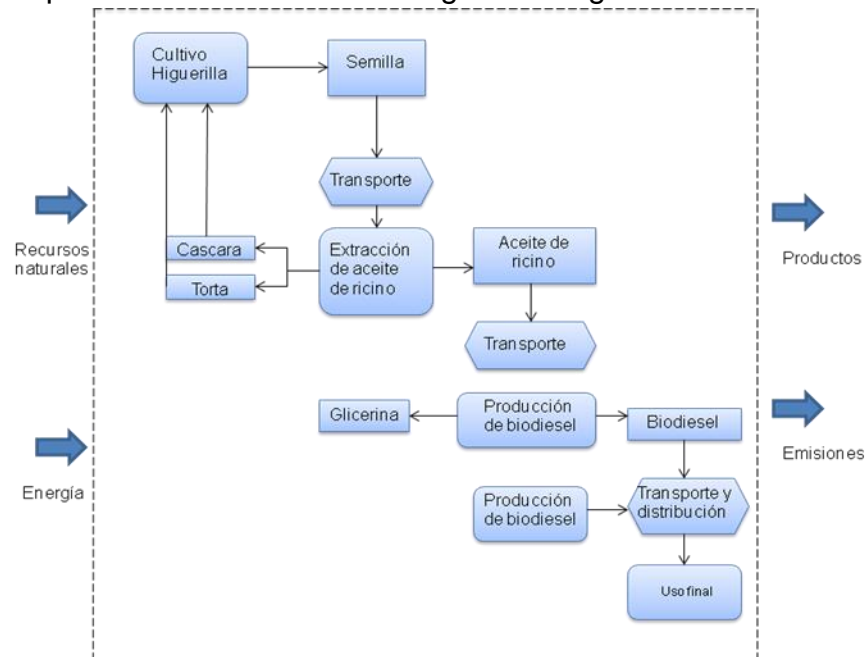 Cultivo
Higuerilla
Semilla
Transporte
Recursos
naturales
Cascara
Torta
Extracción
de aceite
de ricino
Aceite de
ricino
Productos
Transporte
Glicerina
Producción
de biodiesel
Biodiesel
Emisiones
Energía
Producción
de biodiesel
Transporte y
distribución
Uso final